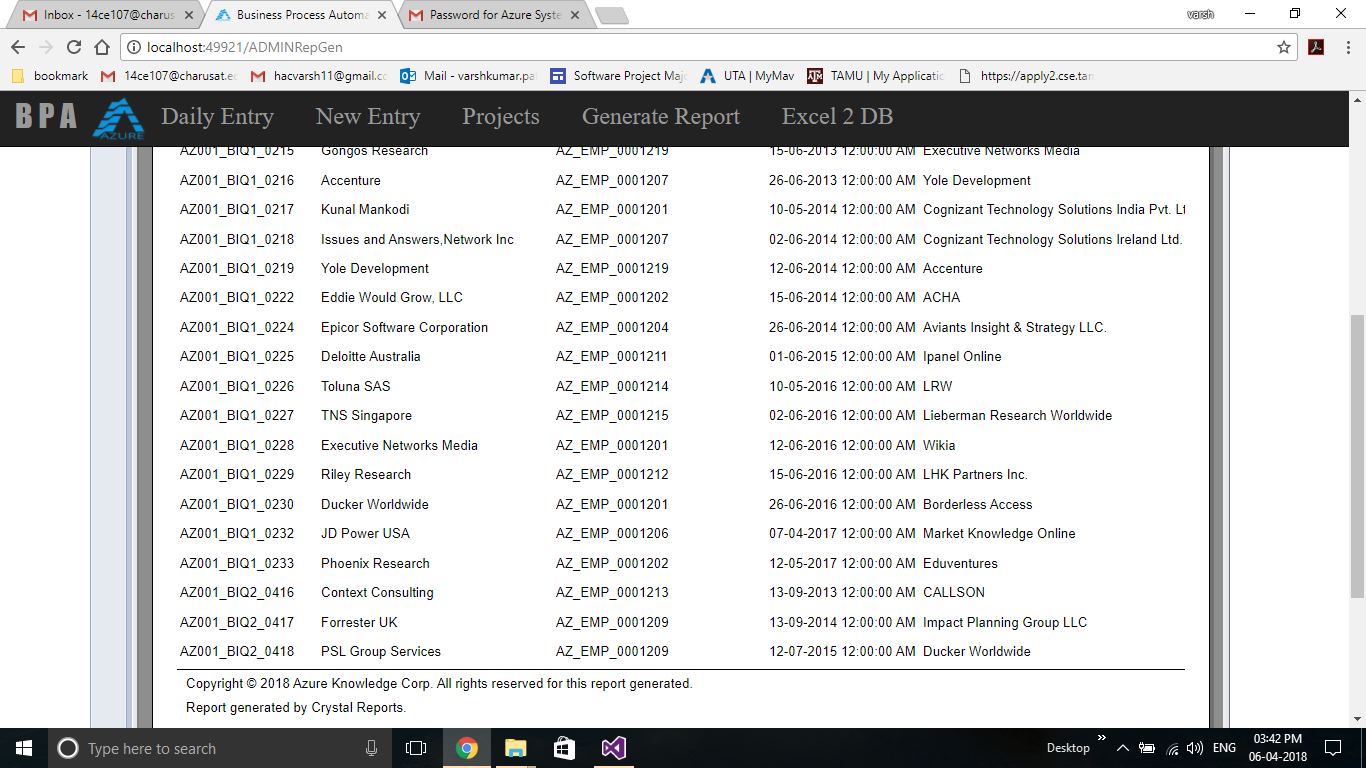 Inbox - 14ce107@charus
Business Process Automa
Password for Azure Syste
varsh
localhost:49921/ADMINRepGen
bookmark
14ce107@charusat.ec
hacvarsh11@gmail.cc
Mail - varshkumar.pa
Software Project Majo
UTA | MyMav
TAMU | My Applicatic
https://apply2.cse.tan
BPA AZURE Daily Entry New Entry Projects Generate Report Excel 2 DB
AZ001_BIQ1_0215 Gongos Research AZ_EMP_0001219 15-06-2013 12:00:00 AM Executive Networks Media
AZ001_BIQ1_0216 Accenture AZ_EMP_0001207 26-06-2013 12:00:00 AM Yole Development
AZ001_BIQ1_0217 Kunal Mankodi AZ_EMP_0001201 10-05-2014 12:00:00 AM Cognizant Technology Solutions India Pvt. Lt
AZ001_BIQ1_0218 Issues and Answers,Network Inc AZ_EMP_0001207 02-06-2014 12:00:00 AM Cognizant Technology Solutions Ireland Ltd.
AZ001_BIQ1_0219 Yole Development AZ_EMP_0001219 12-06-2014 12:00:00 AM Accenture
AZ001_BIQ1_0222 Eddie Would Grow, LLC AZ_EMP_0001202 15-06-2014 12:00:00 AM ACHA
AZ001_BIQ1_0224 Epicor Software Corporation AZ_EMP_0001204 26-06-2014 12:00:00 AM Aviants Insight & Strategy LLC.
AZ001_BIQ1_0225 Deloitte Australia AZ_EMP_0001211 01-06-2015 12:00:00 AM Ipanel Online
AZ001_BIQ1_0226 Toluna SAS AZ_EMP_0001214 10-05-2016 12:00:00 AM LRW
AZ001_BIQ1_0227 TNS Singapore AZ_EMP_0001215 02-06-2016 12:00:00 AM Lieberman Research Worldwide
AZ001_BIQ1_0228 Executive Networks Media AZ_EMP_0001201 12-06-2016 12:00:00 AM Wikia
AZ001_BIQ1_0229 Riley Research AZ_EMP_0001212 15-06-2016 12:00:00 AM LHK Partners Inc.
AZ001_BIQ1_0230 Ducker Worldwide AZ_EMP_0001201 26-06-2016 12:00:00 AM Borderless Access
AZ001_BIQ1_0232 JD Power USA AZ_EMP_0001206 07-04-2017 12:00:00 AM Market Knowledge Online
AZ001_BIQ1_0233 Phoenix Research AZ_EMP_0001202 12-05-2017 12:00:00 AM Eduventures
AZ001_BIQ2_0416 Context Consulting AZ_EMP_0001213 13-09-2013 12:00:00 AM CALLSON
AZ001_BIQ2_0417 Forrester UK AZ_EMP_0001209 13-09-2014 12:00:00 AM Impact Planning Group LLC
AZ001_BIQ2_0418 PSL Group Services AZ_EMP_0001209 12-07-2015 12:00:00 AM Ducker Worldwide
Copyright © 2018 Azure Knowledge Corp. All rights reserved for this report generated.
Report generated by Crystal Reports.
Type here to search
Desktop
ENG
03:42 PM
06-04-2018